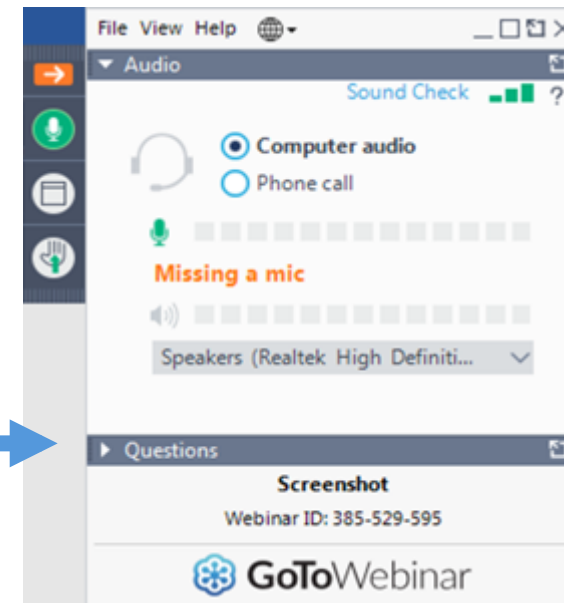 File View Help
Audio
Sound Check ?
Computer audio
Phone call
Missing a mic
Speakers (Realtek High Definiti...
Questions
Screenshot
Webinar ID: 385-529-595
GoToWebinar